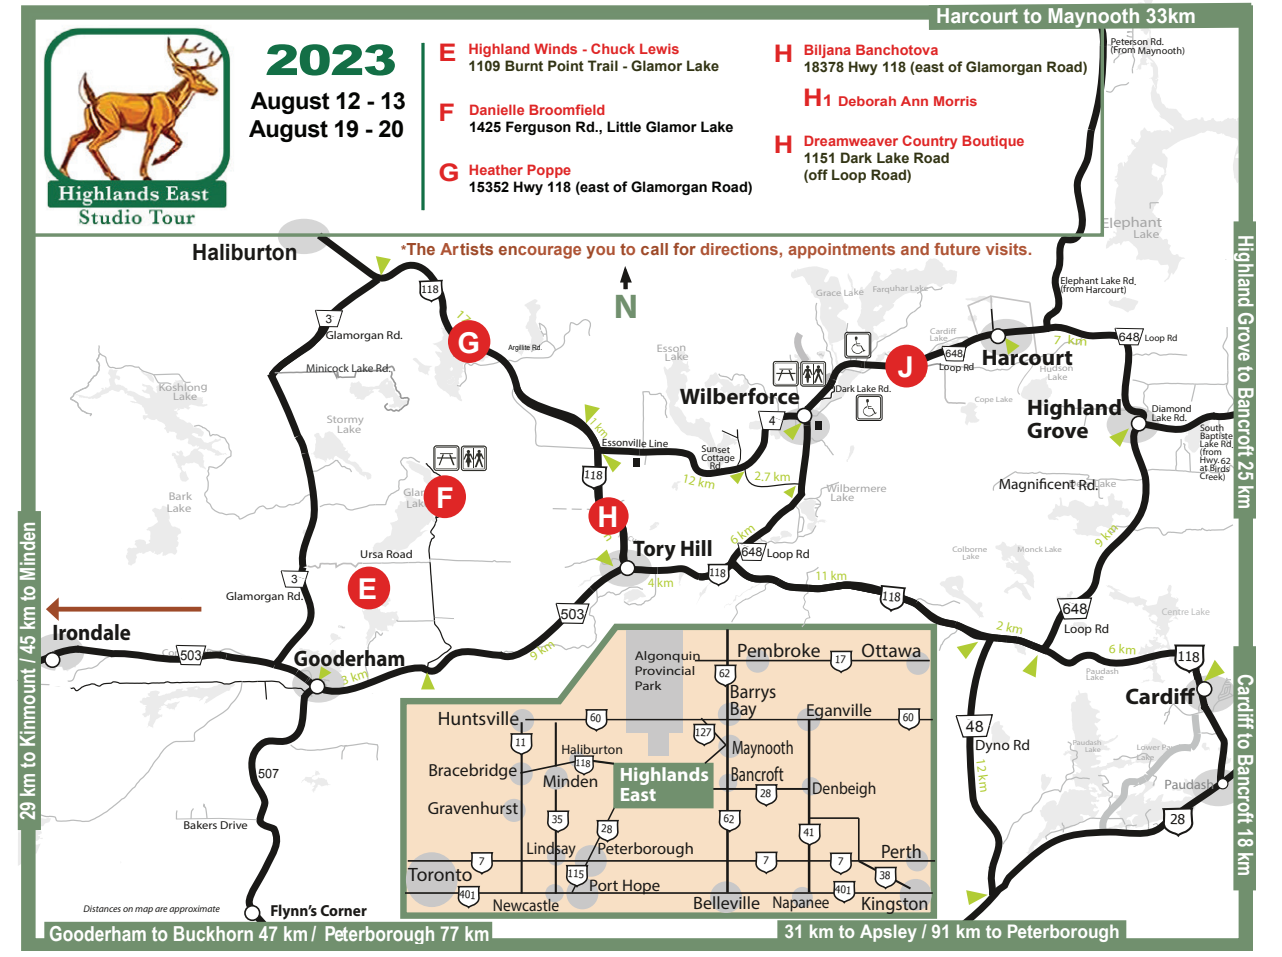 Harcourt to Maynooth 33km
Highlands East
Studio Tour
2023
August 12 - 13
August 19 - 20
E Highland Winds - Chuck Lewis
1109 Burnt Point Trail - Glamor Lake
F Danielle Broomfield
1425 Ferguson Rd., Little Glamor Lake
G Heather Poppe
15352 Hwy 118 (east of Glamorgan Road)
H Biljana Banchotova
18378 Hwy 118 (east of Glamorgan Road)
H1 Deborah Ann Morris
H Dreamweaver Country Boutique
1151 Dark Lake Road
(off Loop Road)
Peterson Rd.
(From Maynooth)
Elephant
Lake
*The Artists encourage you to call for directions, appointments and future visits.
Haliburton
N
118
3
Glamorgan Rd.
G
Argillite Rd.
Minicock Lake Rd.
Koshlong
Lake
Stormy
Lake
Bark
Lake
Esson
Lake
Grace Lake
Farquhar Lake
Elephant Lake Rd.
(from Harcourt)
Cardiff
Lake
648
Loop Rd
Harcourt
7 km
648
Loop Rd
Hudson
Lake
Cope Lake
J
Dark Lake Rd.
Wilberforce
4
Highland
Grove
Diamond
Lake Rd.
South
Baptiste
Lake Rd.
(from
Hwy. 62
at Birds
Creek)
1 km
Essonville Line
Sunset
Cottage
Rd
12 km
2.7 km
Wilbermere
Lake
Magnificent Rd.
118
F
H
Ursa Road
3
Glamorgan Rd.
E
Tory Hill
4 km
118
6 km
648
Loop Rd
11 km
118
Colborne
Lake
Monck Lake
9 km
648
Loop Rd
Centre Lake
2 km
6 km
118
Paudash
Lake
Cardiff
Irondale
503
Gooderham
3 km
9 km
503
507
Bakers Drive
Flynn's Corner
Distances on map are approximate
48
Dyno Rd
12 km
Paudash
Lake
Paudash
28
Algonquin
Provincial
Park
Pembroke
17
Ottawa
62
Barrys
Bay
Huntsville
60
Eganville
60
11
127
Maynooth
Haliburton
118
Bracebridge
Minden
Highlands
East
Bancroft
28
Denbeigh
Gravenhurst
35
28
62
41
Lindsay
Peterborough
7
7
7
Perth
Toronto
115
38
401
Port Hope
401
Newcastle
Belleville
Napanee
Kingston
29 km to Kinmount / 45 km to Minden
Highland Grove to Bancroft 25 km
Cardiff to Bancroft 18 km
Gooderham to Buckhorn 47 km / Peterborough 77 km
31 km to Apsley / 91 km to Peterborough